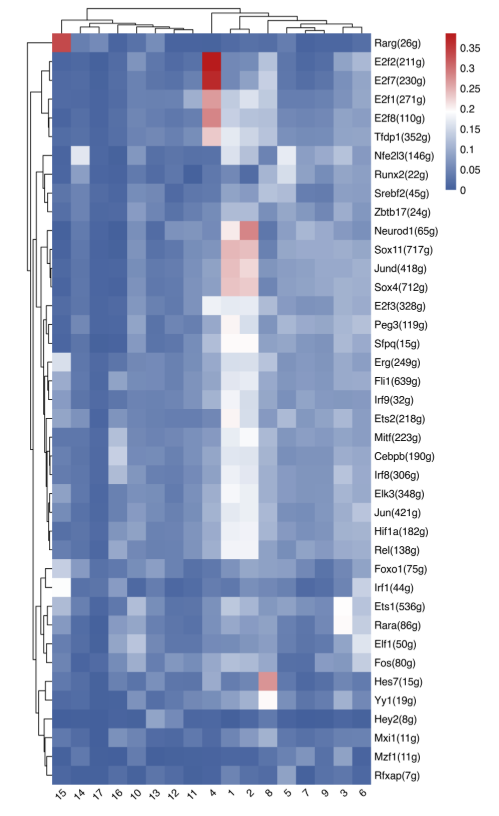 Rarg(26g)
E2f2(211g)
E2f7(230g)
E2f1(271g)
E2f8(110g)
Tfdp1(352g)
Nfe2l3(146g)
Runx2(22g)
Srebf2(45g)
Zbtb17(24g)
Neurod1(65g)
Sox11(717g)
Jund(418g)
Sox4(712g)
E2f3(328g)
Peg3(119g)
Sfpq(15g)
Erg(249g)
Fli1(639g)
Irf9(32g)
Ets2(218g)
Mitf(223g)
Cebpb(190g)
Irf8(306g)
Elk3(348g)
Jun(421g)
Hif1a(182g)
Rel(138g)
Foxo1(75g)
Irf1(44g)
Ets1(536g)
Rara(86g)
Elf1(50g)
Fos(80g)
Hes7(15g)
Yy1(19g)
Hey2(8g)
Mxi1(11g)
Mzf1(11g)
Rfxap(7g)
15 14 17 16 10 13 12 11 4 1 2 8 5 7 9 3 6
0.35
0.3
0.25
0.2
0.15
0.1
0.05
0